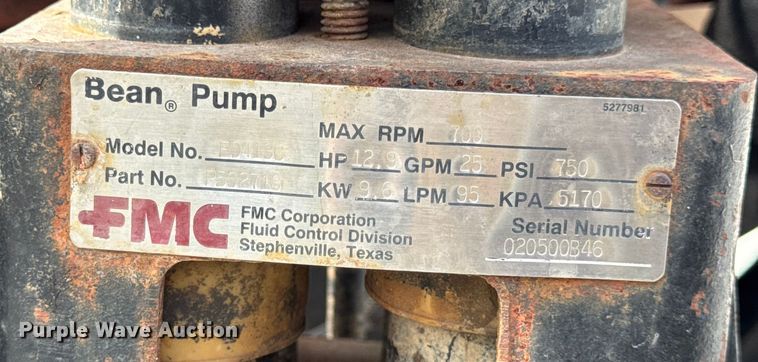 Bean® Pump
5277981
MAX RPM 700
Model No. HP 12.9 GPM 25 PSI 750
Part No. KW 9.6 LPM 95 KPA 5170
FMC
FMC Corporation
Fluid Control Division
Stephenville, Texas
Serial Number
020500B46
Purple Wave Auction